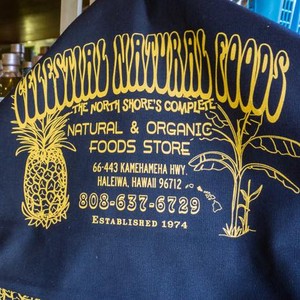 CELESTIAL NATURAL FOODS
THE NORTH SHORE'S COMPLETE
NATURAL & ORGANIC
FOODS STORE
66-443 KAMEHAMEHA HWY.
HALEIWA, HAWAII 96712
808-637-6729
ESTABLISHED 1974